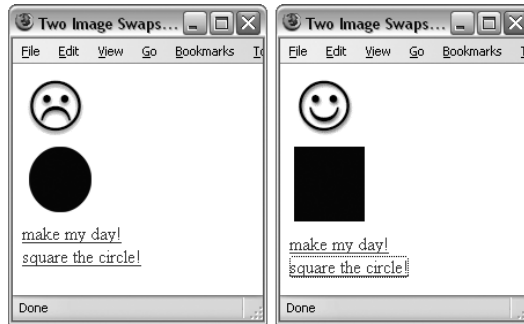 Two Image Swaps...
File Edit View Go Bookmarks
make my day!
square the circle!
Done
Two Image Swaps...
File Edit View Go Bookmarks
make my day!
square the circle!
Done